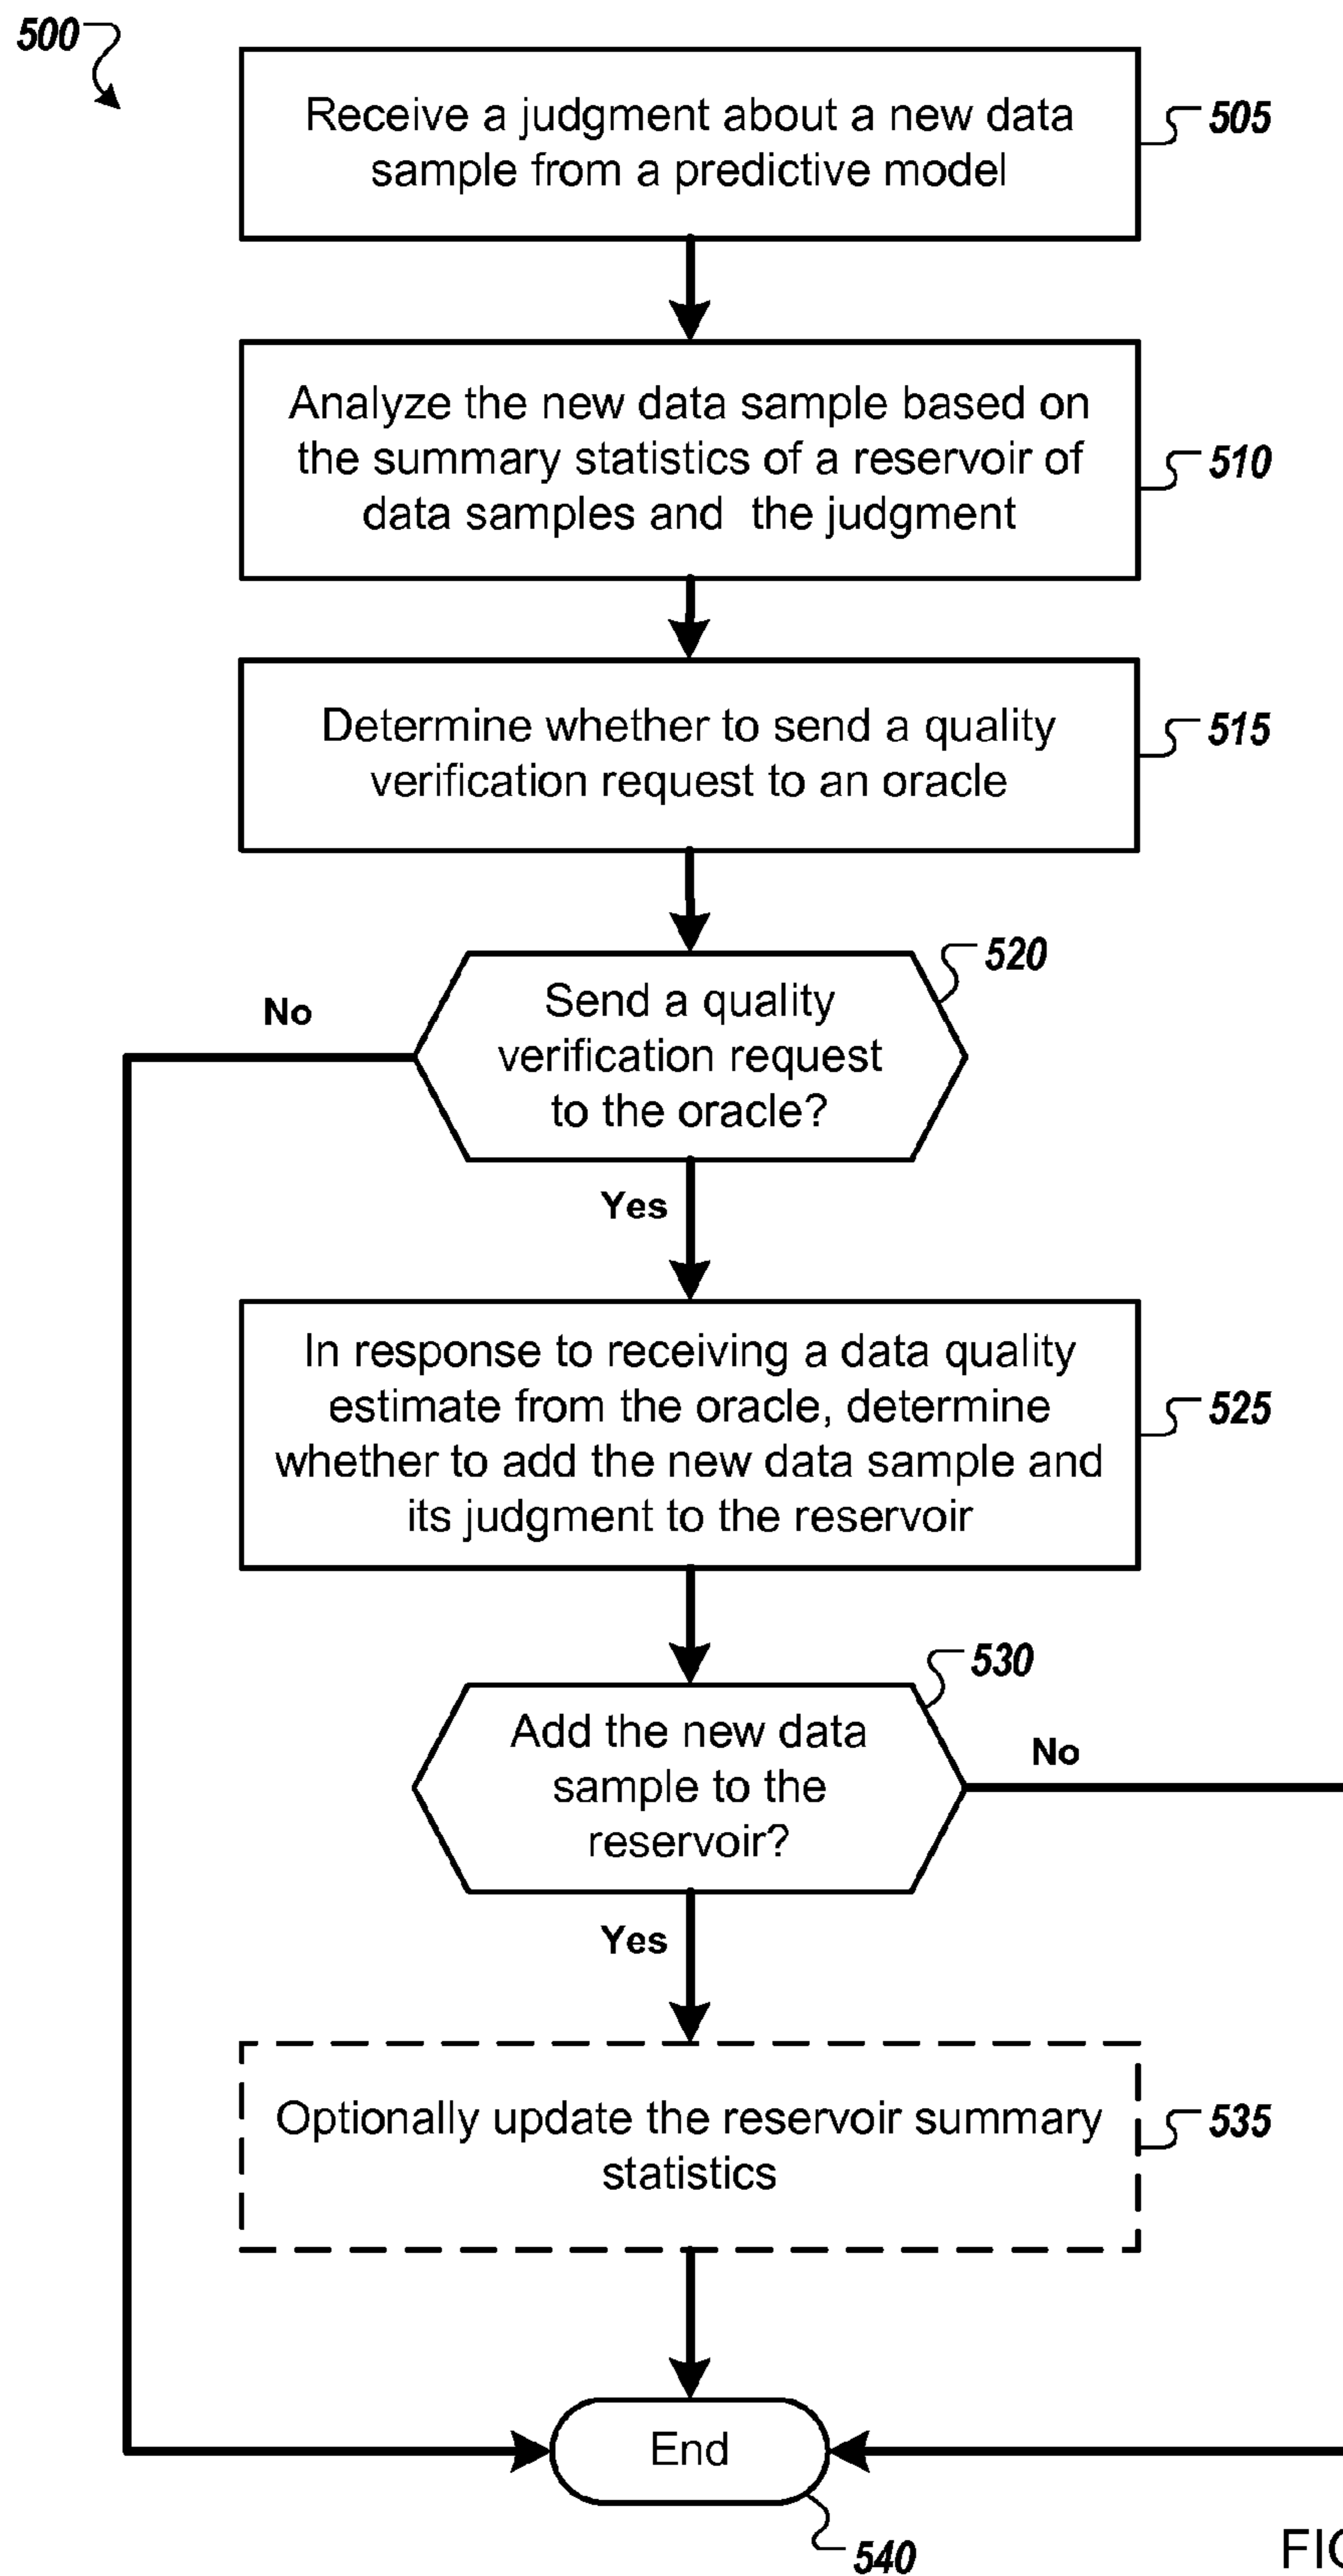 500
Receive a judgment about a new data
sample from a predictive model
505
Analyze the new data sample based on
the summary statistics of a reservoir of
data samples and the judgment
510
Determine whether to send a quality
verification request to an oracle
515
520
No
Send a quality
verification request
to the oracle?
Yes
In response to receiving a data quality
estimate from the oracle, determine
whether to add the new data sample and
its judgment to the reservoir
525
530
Add the new data
sample to the
reservoir?
No
Yes
Optionally update the reservoir summary
statistics
535
End
540